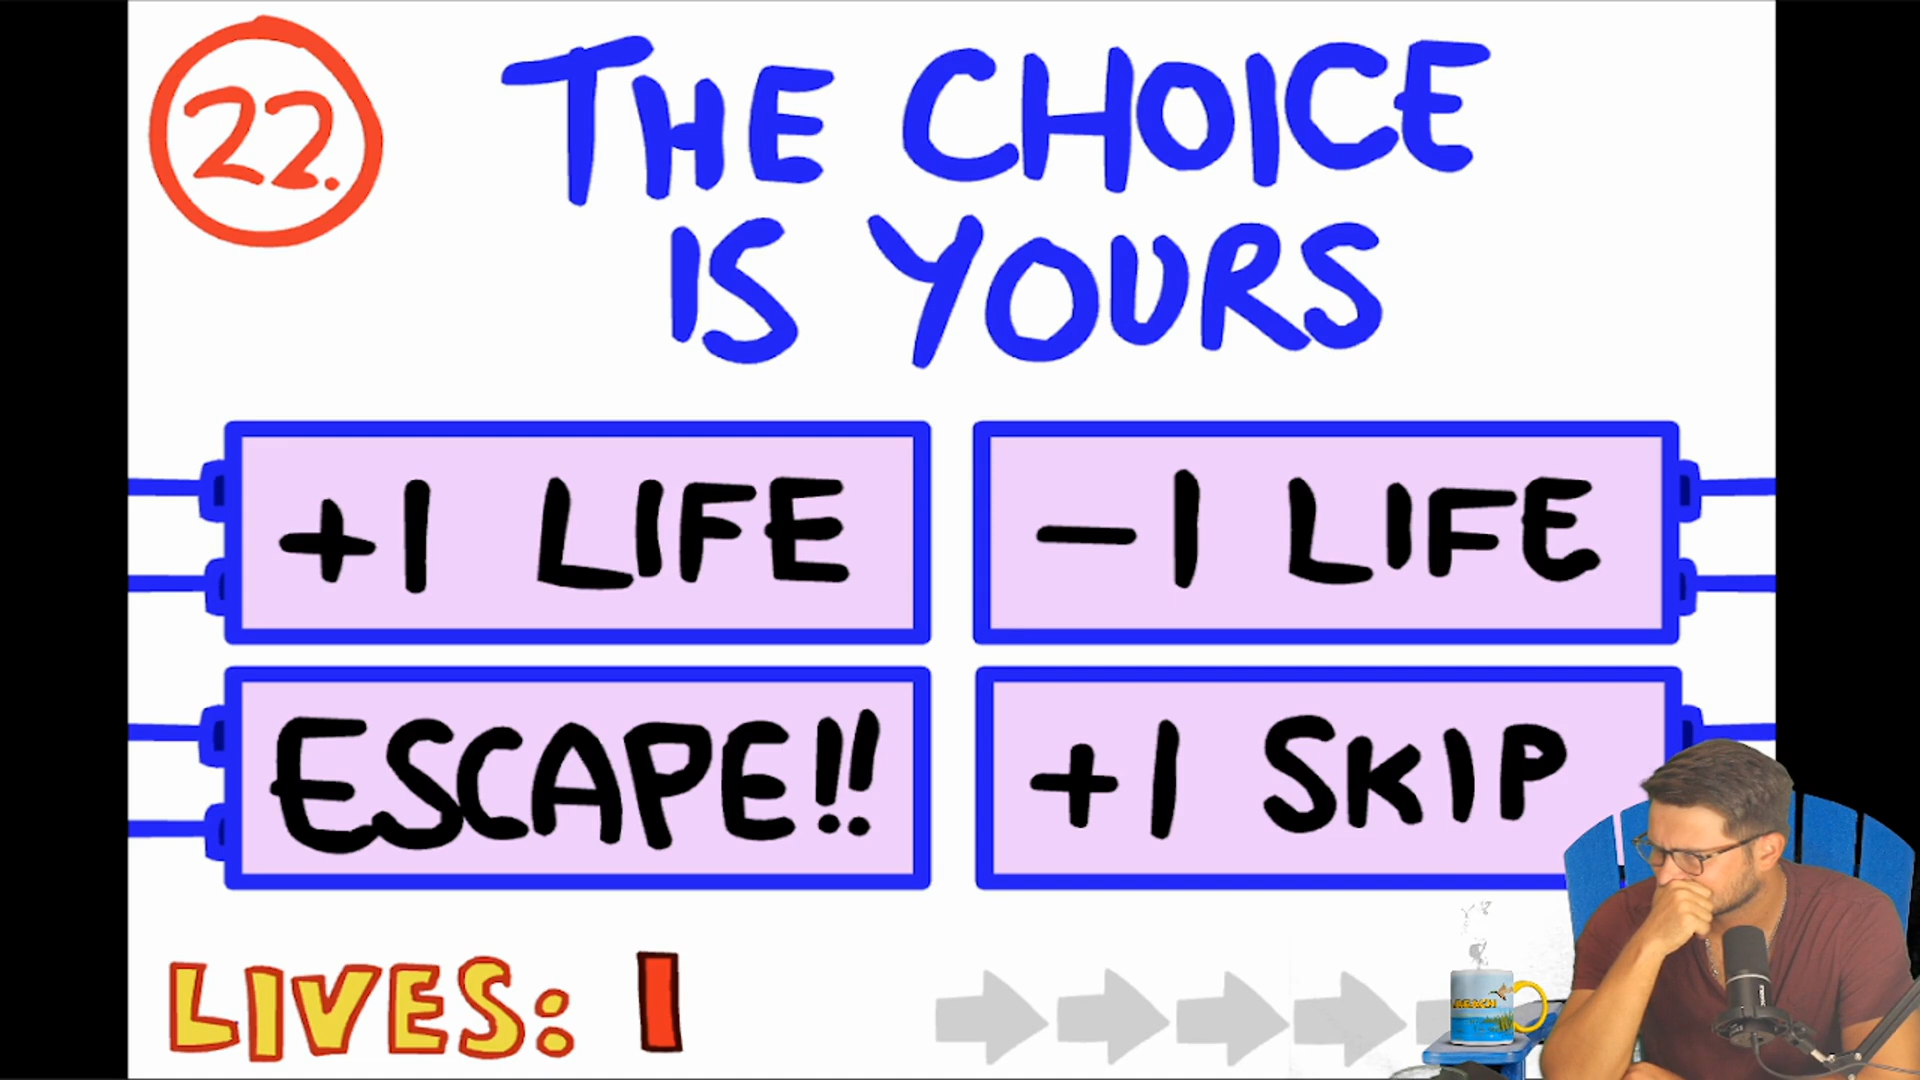 22.
THE CHOICE
IS YOURS
+1 LIFE
-1 LIFE
ESCAPE!!
+1 SKIP
LIVES: 1